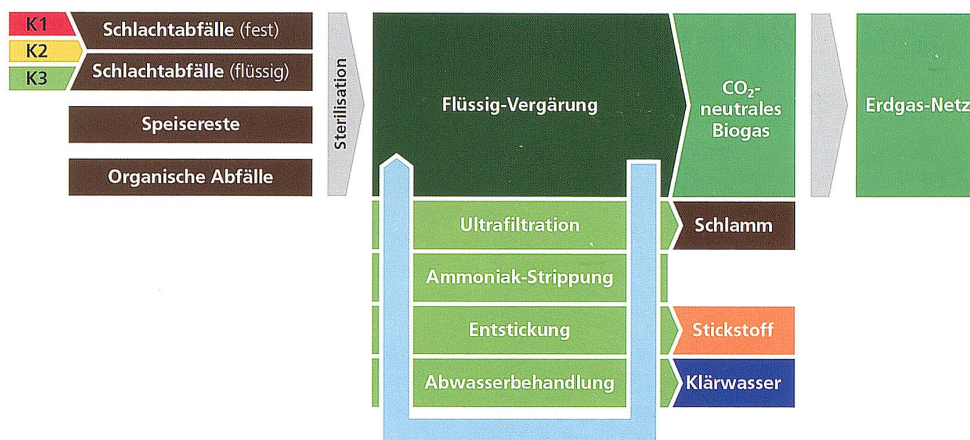 K1
K2
K3
Schlachtabfälle (fest)
Schlachtabfälle (flüssig)
Speisereste
Organische Abfälle
Sterilisation
Flüssig-Vergärung
CO₂-
neutrales
Biogas
Erdgas-Netz
Ultrafiltration
Schlamm
Ammoniak-Strippung
Entstickung
Stickstoff
Abwasserbehandlung
Klärwasser